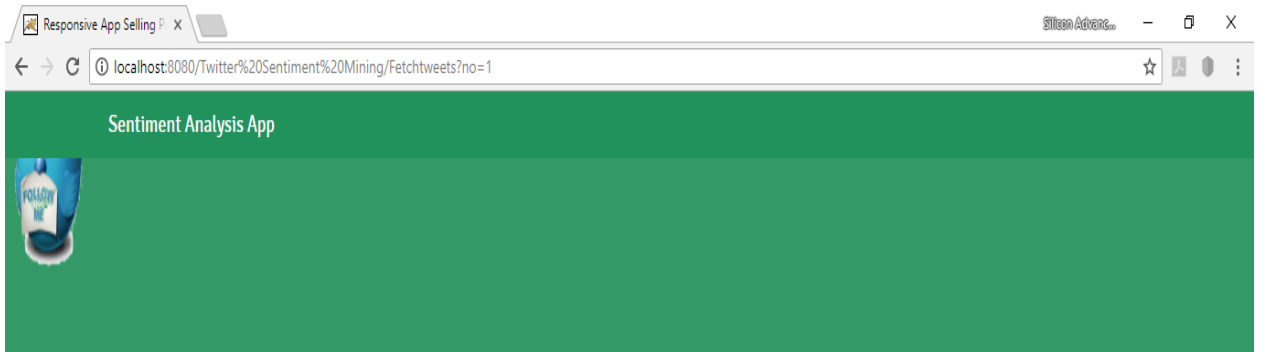 Responsive App Selling P
Silicon Advanc...
localhost:8080/Twitter%20Sentiment%20Mining/Fetchtweets?no=1
Sentiment Analysis App
FOLLOW
ME